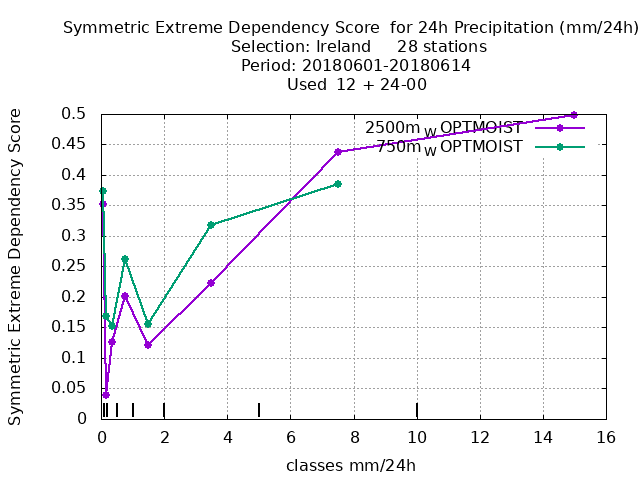 Symmetric Extreme Dependency Score  for 24h Precipitation (mm/24h)
Selection: Ireland     28 stations
Period: 20180601-20180614
Used  12 + 24-00
Symmetric Extreme Dependency Score
0.5
0.45
0.4
0.35
0.3
0.25
0.2
0.15
0.1
0.05
0
2500m W OPTMOIST
750m W OPTMOIST
0 2 4 6 8 10 12 14 16
classes mm/24h